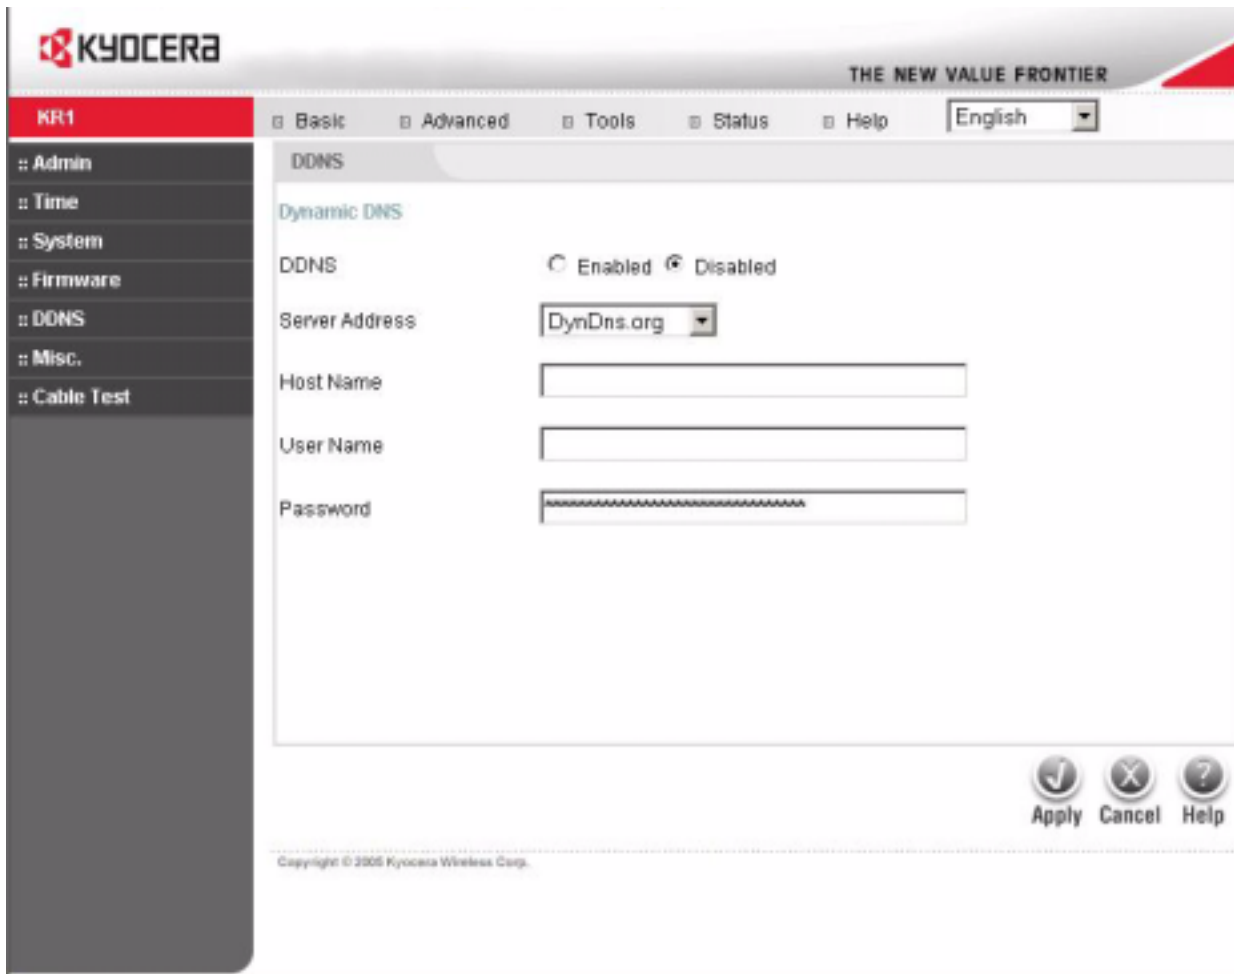 KYOCERA
THE NEW VALUE FRONTIER
KR1
Basic Advanced Tools Status Help English
:: Admin
:: Time
:: System
:: Firmware
:: DDNS
:: Misc.
:: Cable Test
DDNS
Dynamic DNS
DDNS Enabled Disabled
Server Address DynDns.org
Host Name
User Name
Password
Apply Cancel Help
Copyright © 2005 Kyocera Wireless Corp.